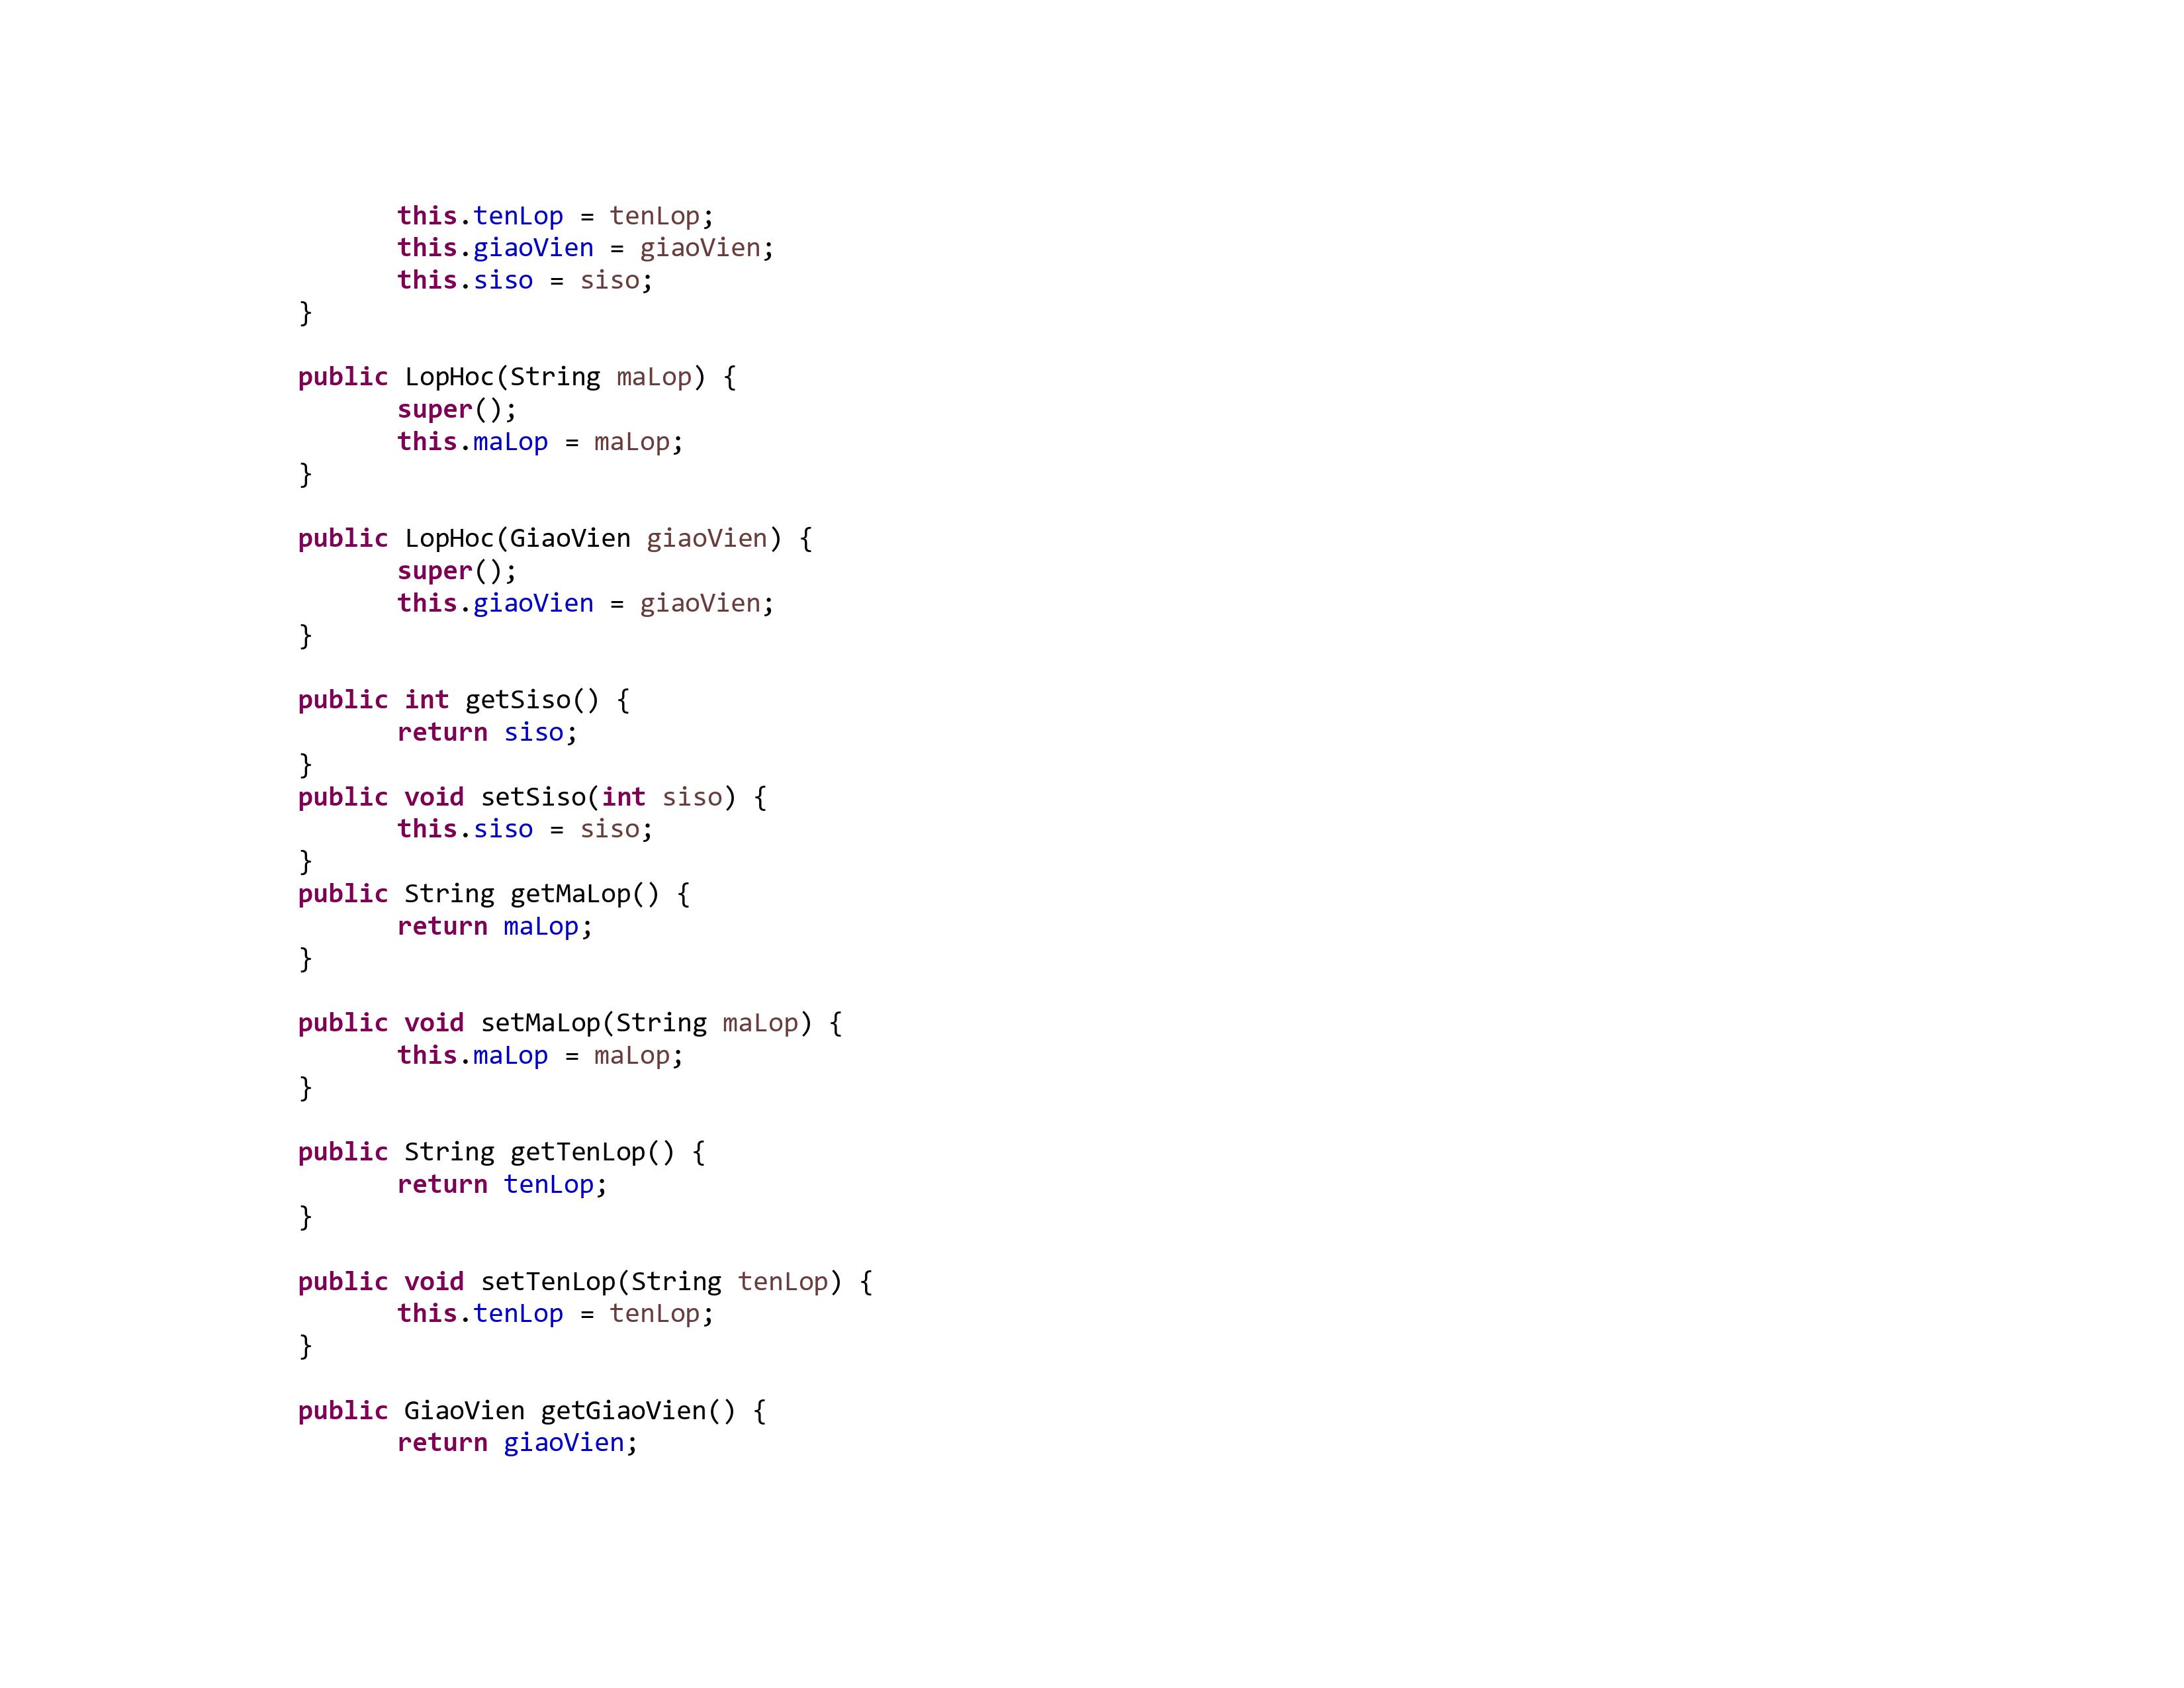 this.tenLop = tenLop;
this.giaoVien = giaoVien;
this.siso = siso;
}
public LopHoc(String maLop) {
super();
this.maLop = maLop;
}
public LopHoc(GiaoVien giaoVien) {
super();
this.giaoVien = giaoVien;
}
public int getSiso() {
return siso;
}
public void setSiso(int siso) {
this.siso = siso;
}
public String getMaLop() {
return maLop;
}
public void setMaLop(String maLop) {
this.maLop = maLop;
}
public String getTenLop() {
return tenLop;
}
public void setTenLop(String tenLop) {
this.tenLop = tenLop;
}
public GiaoVien getGiaoVien() {
return giaoVien;